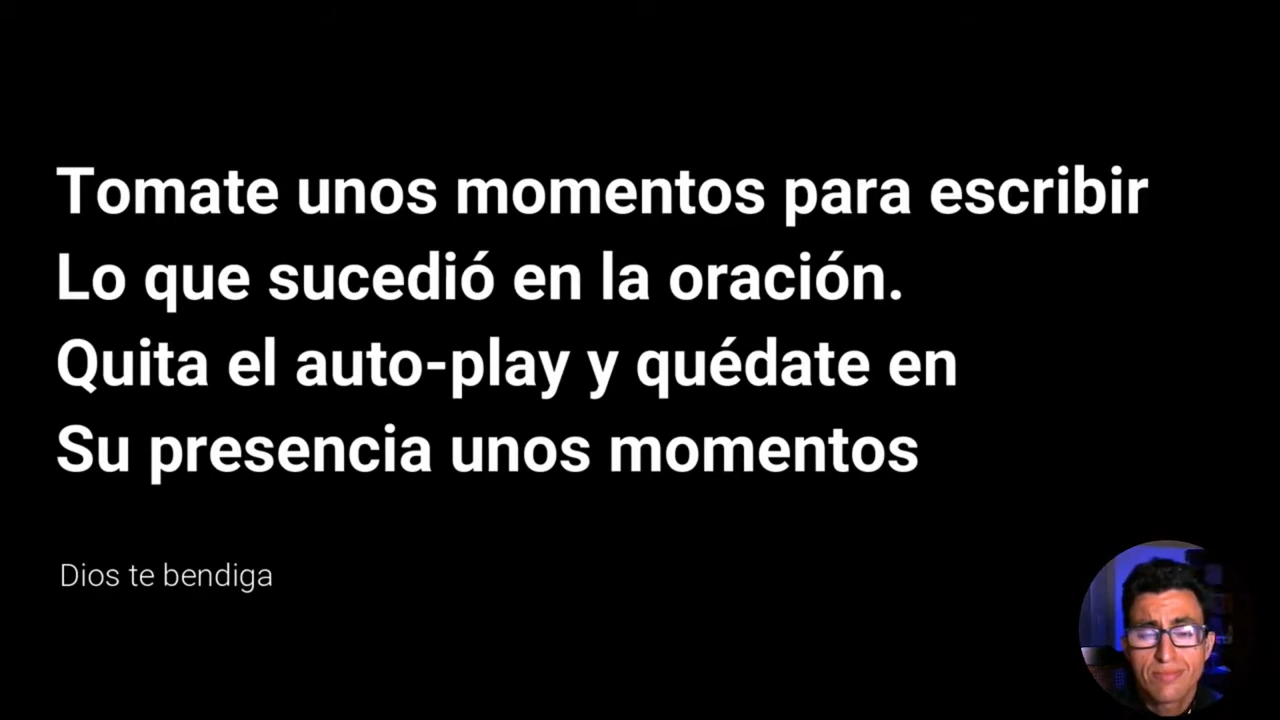 Tomate unos momentos para escribir
Lo que sucedió en la oración.
Quita el auto-play y quédate en
Su presencia unos momentos
Dios te bendiga